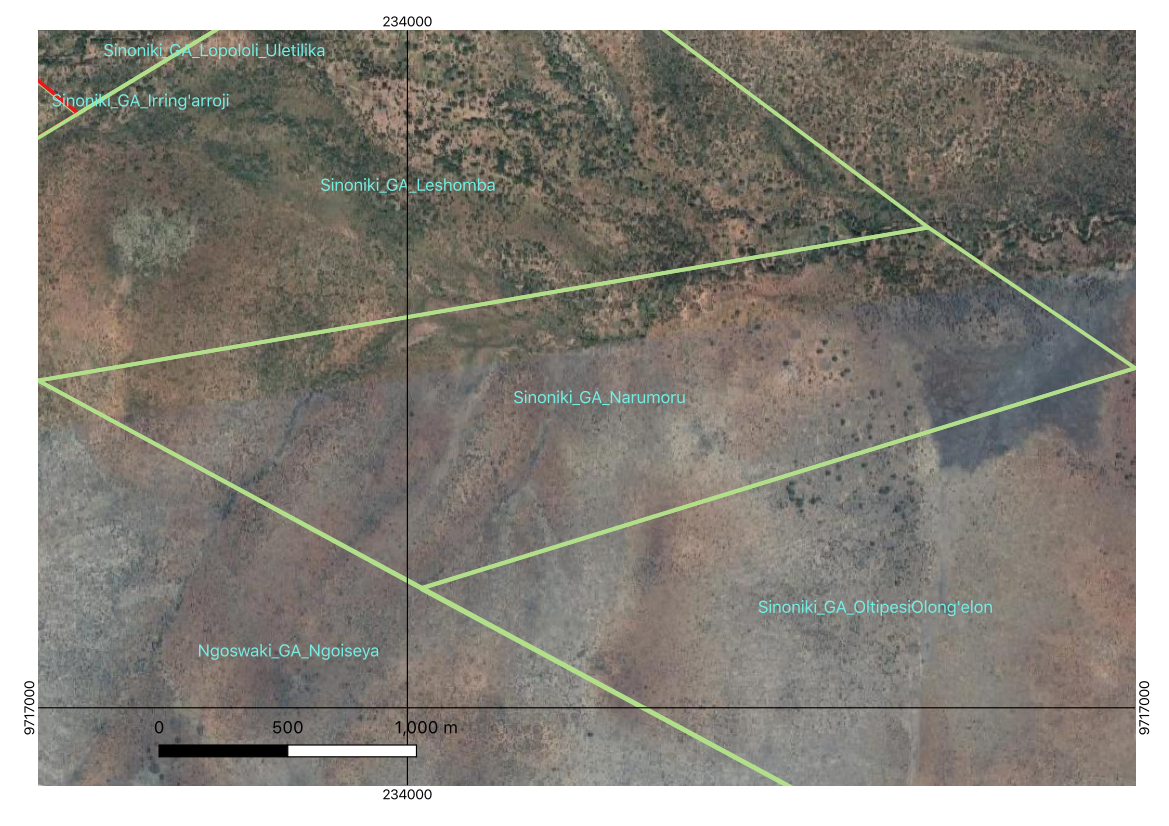 234000
Sinoniki_GA_Lopololi_Uletilika
Sinoniki_GA_Irring'arroji
Sinoniki_GA_Leshomba
Sinoniki_GA_Narumoru
Sinoniki_GA_OltipesiOlong'elon
Ngoswaki_GA_Ngoiseya
9717000
9717000
0 500 1,000 m
234000